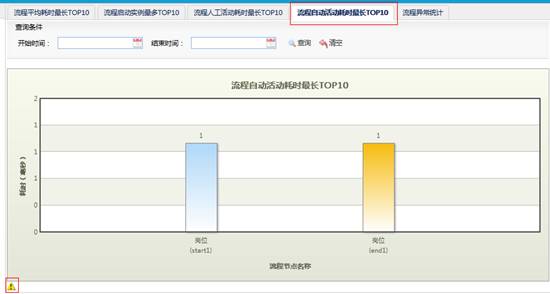 流程平均耗时最长TOP10 流程启动实例最多TOP10 流程人工活动耗时最长TOP10 流程自动活动耗时最长TOP10 流程异常统计
查询条件
开始时间： 结束时间： 查询 清空
流程自动活动耗时最长TOP10
耗时（毫秒）
2
1
1
1
0
0
1
1
岗位
(start1)
岗位
(end1)
流程节点名称